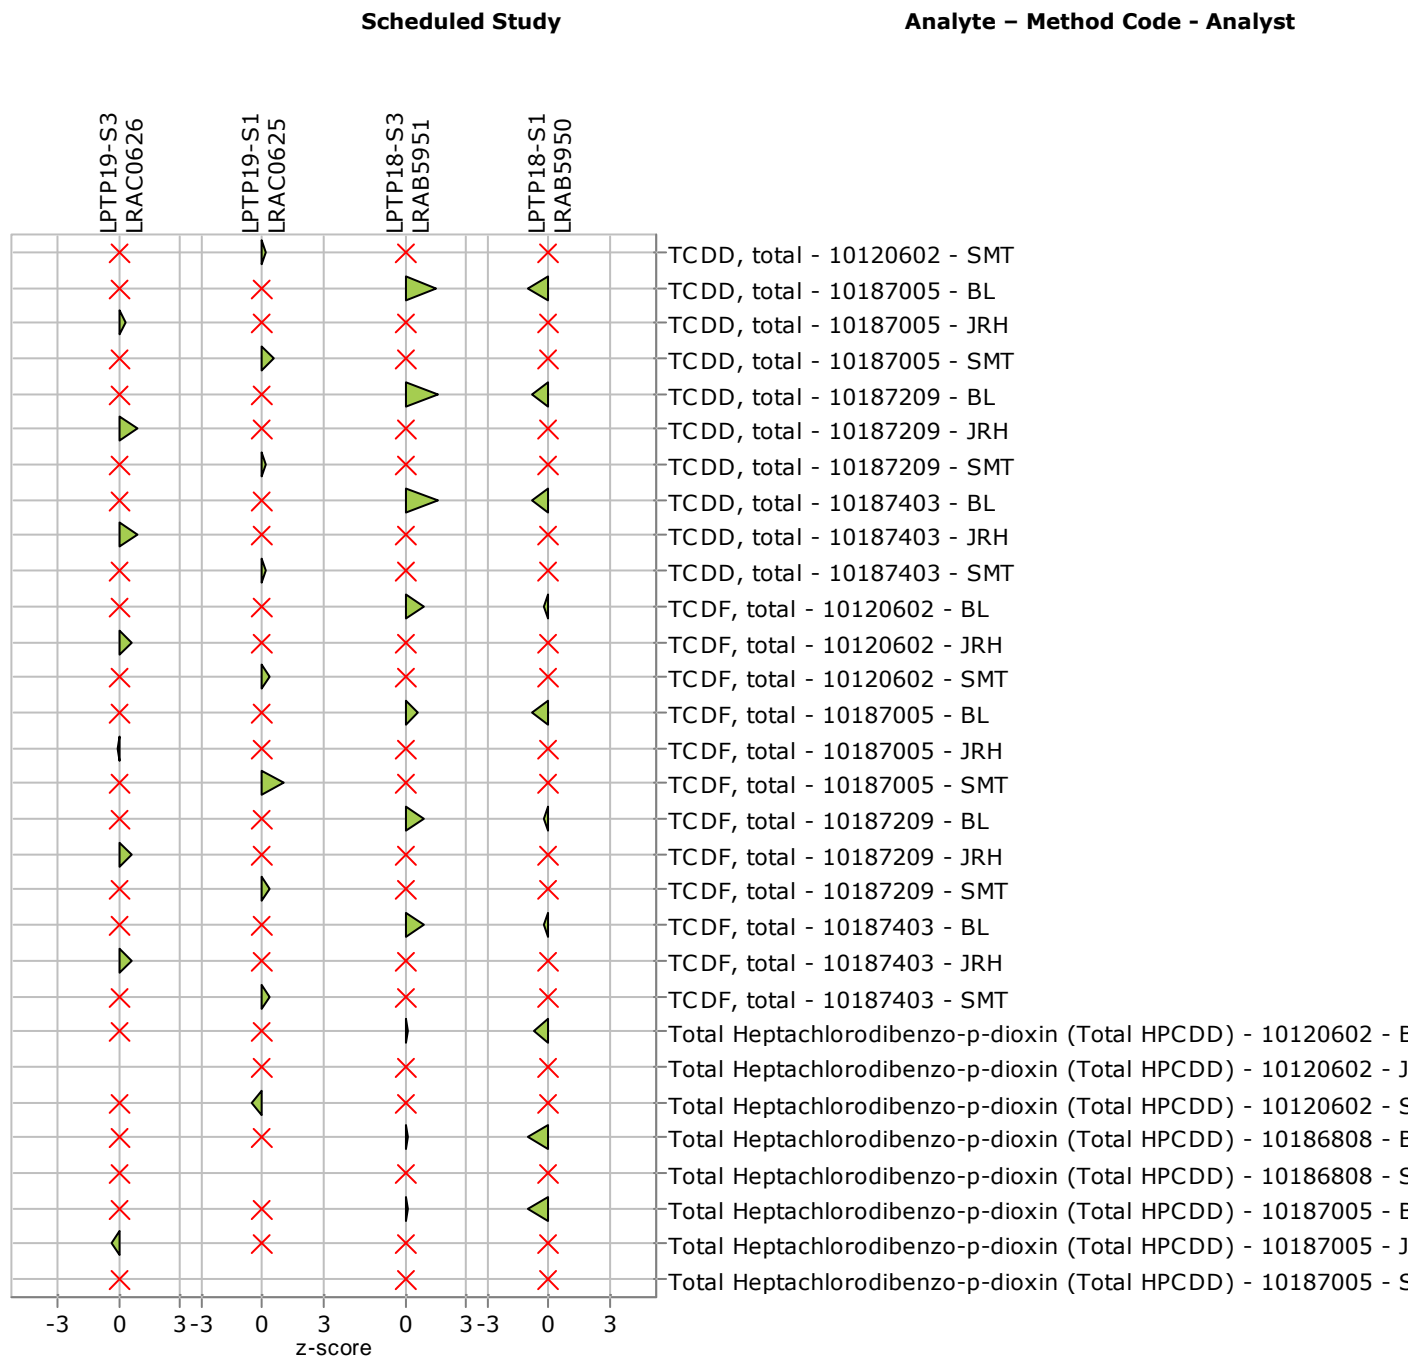 Scheduled Study
Analyte – Method Code - Analyst
LPTP19-S3
LRAC0626
LPTP19-S1
LRAC0625
LPTP18-S3
LRAB5951
LPTP18-S1
LRAB5950
TCDD, total - 10120602 - SMT
TCDD, total - 10187005 - BL
TCDD, total - 10187005 - JRH
TCDD, total - 10187005 - SMT
TCDD, total - 10187209 - BL
TCDD, total - 10187209 - JRH
TCDD, total - 10187209 - SMT
TCDD, total - 10187403 - BL
TCDD, total - 10187403 - JRH
TCDD, total - 10187403 - SMT
TCDF, total - 10120602 - BL
TCDF, total - 10120602 - JRH
TCDF, total - 10120602 - SMT
TCDF, total - 10187005 - BL
TCDF, total - 10187005 - JRH
TCDF, total - 10187005 - SMT
TCDF, total - 10187209 - BL
TCDF, total - 10187209 - JRH
TCDF, total - 10187209 - SMT
TCDF, total - 10187403 - BL
TCDF, total - 10187403 - JRH
TCDF, total - 10187403 - SMT
Total Heptachlorodibenzo-p-dioxin (Total HPCDD) - 10120602 -
Total Heptachlorodibenzo-p-dioxin (Total HPCDD) - 10120602 -
Total Heptachlorodibenzo-p-dioxin (Total HPCDD) - 10120602 -
Total Heptachlorodibenzo-p-dioxin (Total HPCDD) - 10186808 -
Total Heptachlorodibenzo-p-dioxin (Total HPCDD) - 10186808 -
Total Heptachlorodibenzo-p-dioxin (Total HPCDD) - 10187005 -
Total Heptachlorodibenzo-p-dioxin (Total HPCDD) - 10187005 -
Total Heptachlorodibenzo-p-dioxin (Total HPCDD) - 10187005 -
-3 0 3 -3 0 3 0 3 -3 0 3
z-score